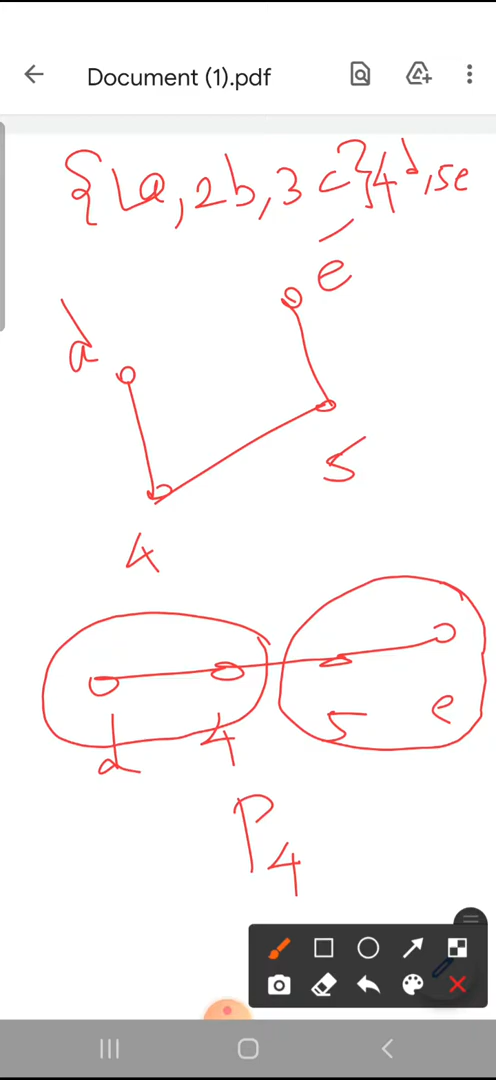 Document (1).pdf
{1a, 2b, 3c}, 4d, 5e
e
d
5
4
d 4 5 e
P4